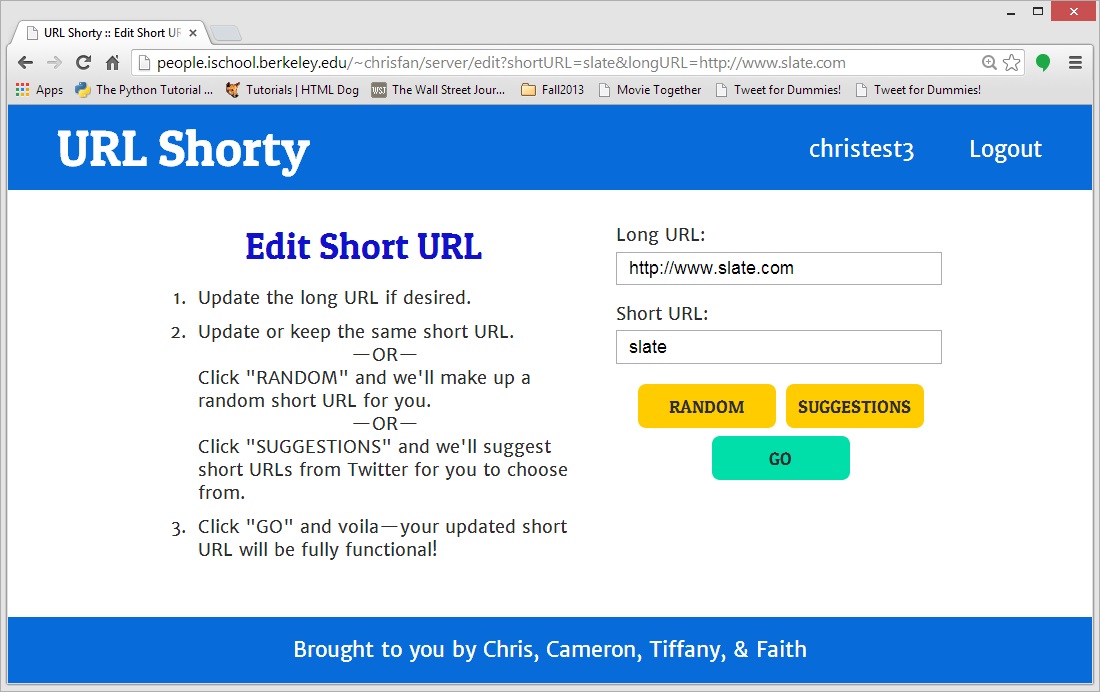 URL Shorty :: Edit Short UR
people.ischool.berkeley.edu/~chrisfan/server/edit?shortURL=slate&longURL=http://www.slate.com
Apps The Python Tutorial ... Tutorials | HTML Dog WSJ The Wall Street Jour... Fall2013 Movie Together Tweet for Dummies! Tweet for Dummies!
URL Shorty christest3 Logout
Edit Short URL
1. Update the long URL if desired.
2. Update or keep the same short URL.
—OR—
Click "RANDOM" and we'll make up a
random short URL for you.
—OR—
Click "SUGGESTIONS" and we'll suggest
short URLs from Twitter for you to choose
from.
3. Click "GO" and voila—your updated short
URL will be fully functional!
Long URL:
http://www.slate.com
Short URL:
slate
RANDOM SUGGESTIONS
GO
Brought to you by Chris, Cameron, Tiffany, & Faith